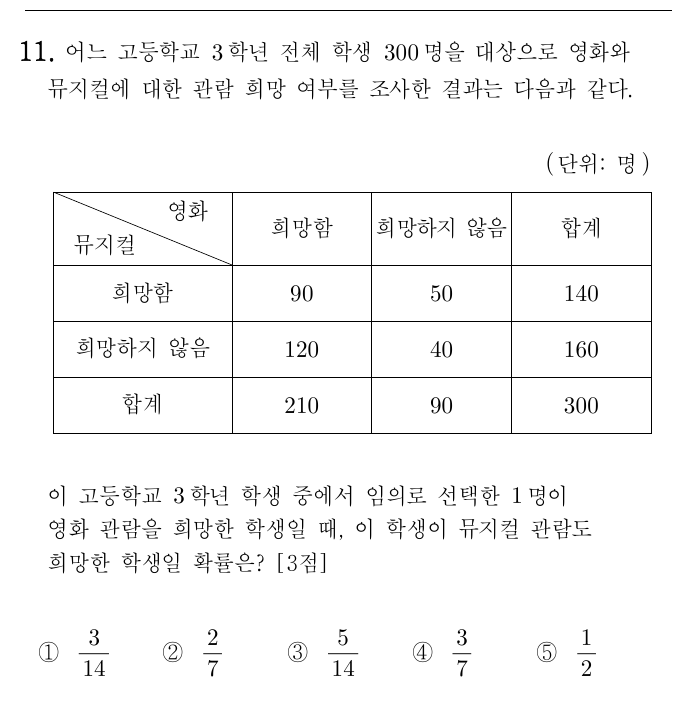 11. 어느 고등학교 3학년 전체 학생 300명을 대상으로 영화와
뮤지컬에 대한 관람 희망 여부를 조사한 결과는 다음과 같다.
(단위: 명)
영화
뮤지컬
희망함 희망하지 않음 합계
희망함 90 50 140
희망하지 않음 120 40 160
합계 210 90 300
이 고등학교 3학년 학생 중에서 임의로 선택한 1명이
영화 관람을 희망한 학생일 때, 이 학생이 뮤지컬 관람도
희망한 학생일 확률은? [3점]
① 3/14 ② 2/7 ③ 5/14 ④ 3/7 ⑤ 1/2